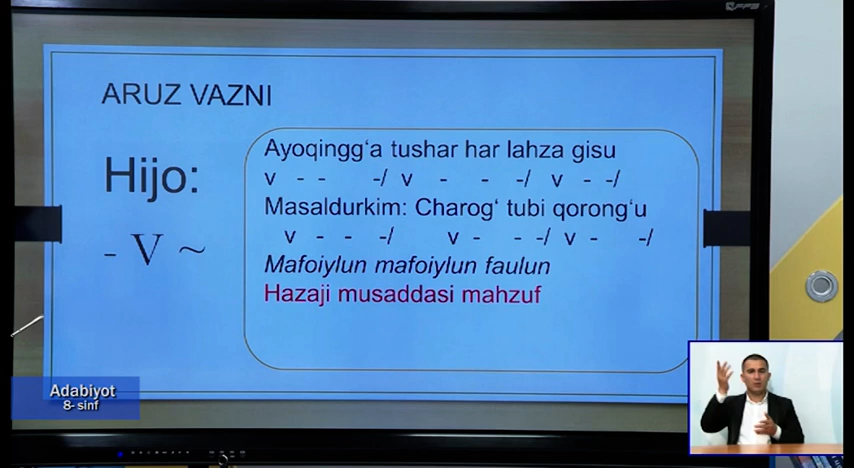 ARUZ VAZNI
Hijo:
- V ~
Ayoqingg‘a tushar har lahza gisu
v - - -/ v - - -/ v - -/
Masaldurkim: Charog‘ tubi qorong‘u
v - - -/ v - - -/ v - -/
Mafoiylun mafoiylun faulun
Hazaji musaddasi mahzuf
Adabiyot
8- sinf